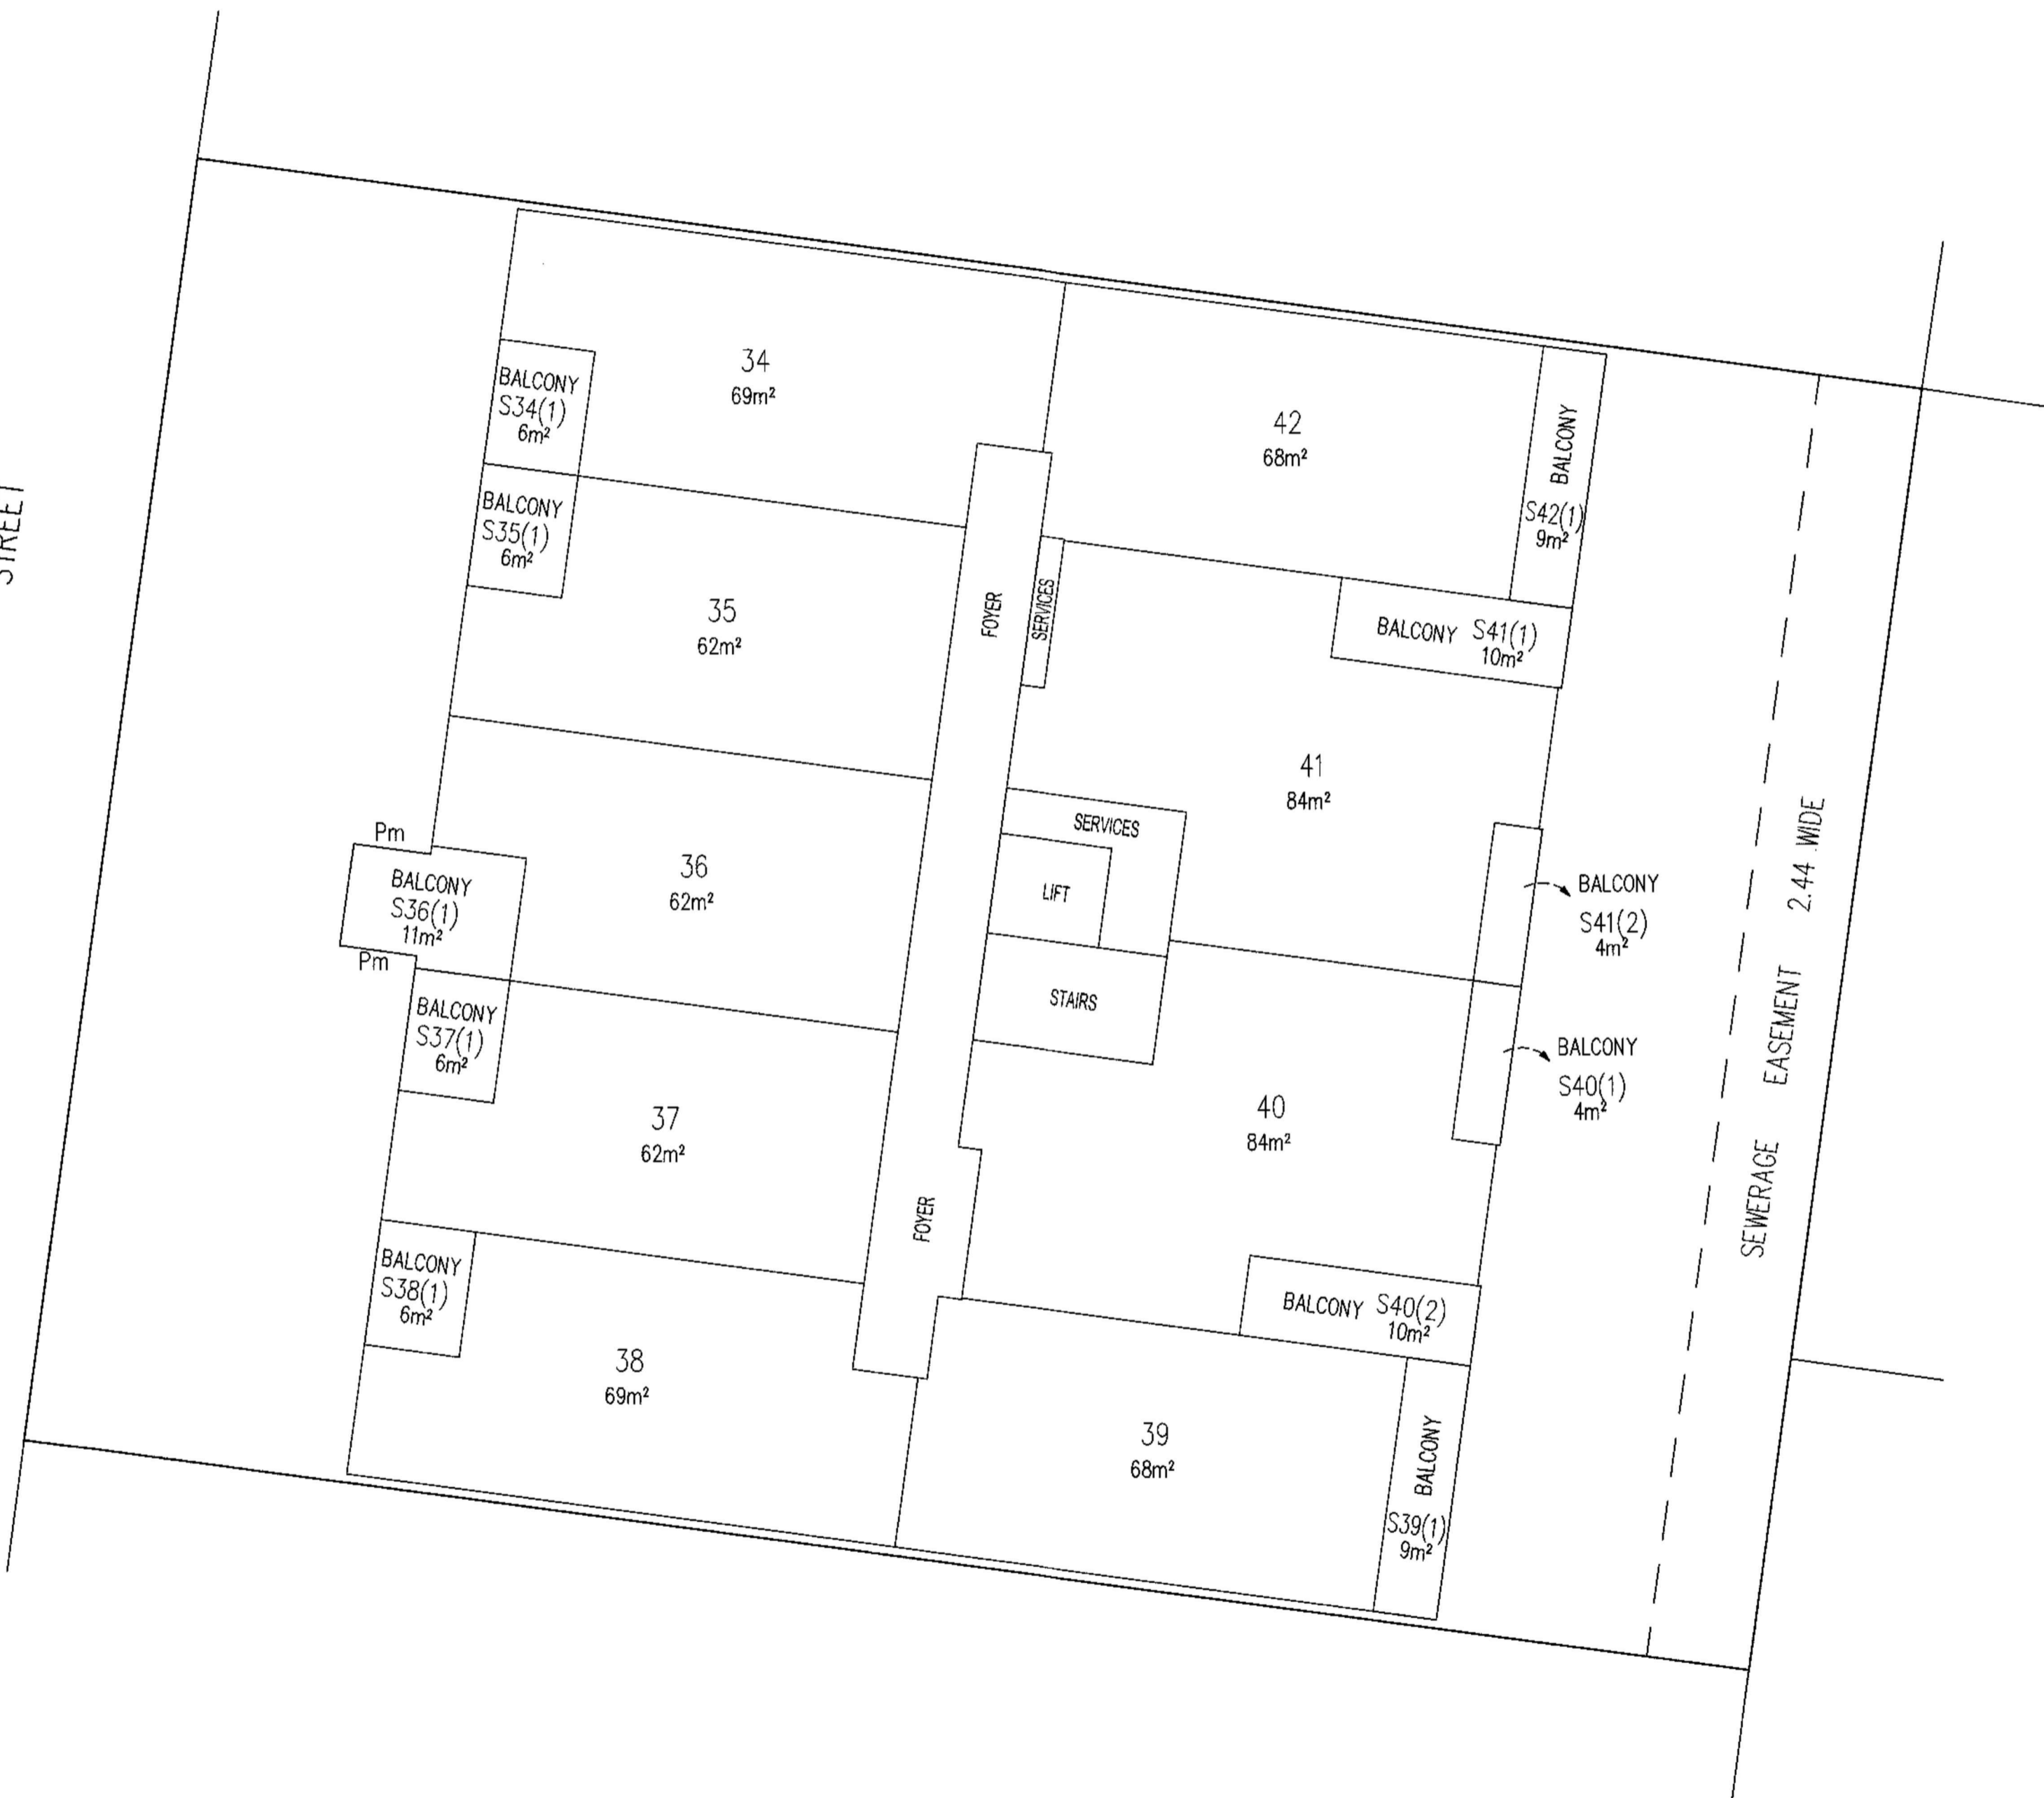 STREET
34
69m²
BALCONY
S34(1)
6m²
BALCONY
S35(1)
6m²
35
62m²
FOYER
SERVICES
42
68m²
BALCONY
S42(1)
9m²
BALCONY S41(1)
10m²
41
84m²
SERVICES
LIFT
STAIRS
Pm
BALCONY
S36(1)
11m²
Pm
36
62m²
BALCONY
S41(2)
4m²
BALCONY
S37(1)
6m²
37
62m²
BALCONY
S40(1)
4m²
40
84m²
FOYER
BALCONY
S38(1)
6m²
38
69m²
BALCONY S40(2)
10m²
39
68m²
BALCONY
S39(1)
9m²
SEWERAGE EASEMENT 2.44 WIDE